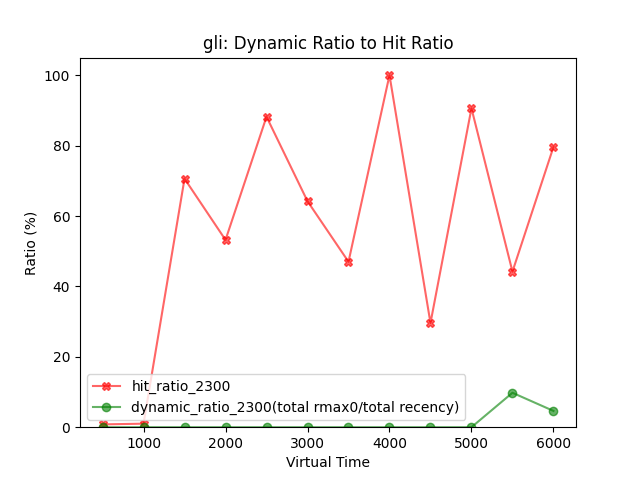 gli: Dynamic Ratio to Hit Ratio
100
80
60
40
20
0
Ratio (%)
hit_ratio_2300
dynamic_ratio_2300(total rmax0/total recency)
1000 2000 3000 4000 5000 6000
Virtual Time